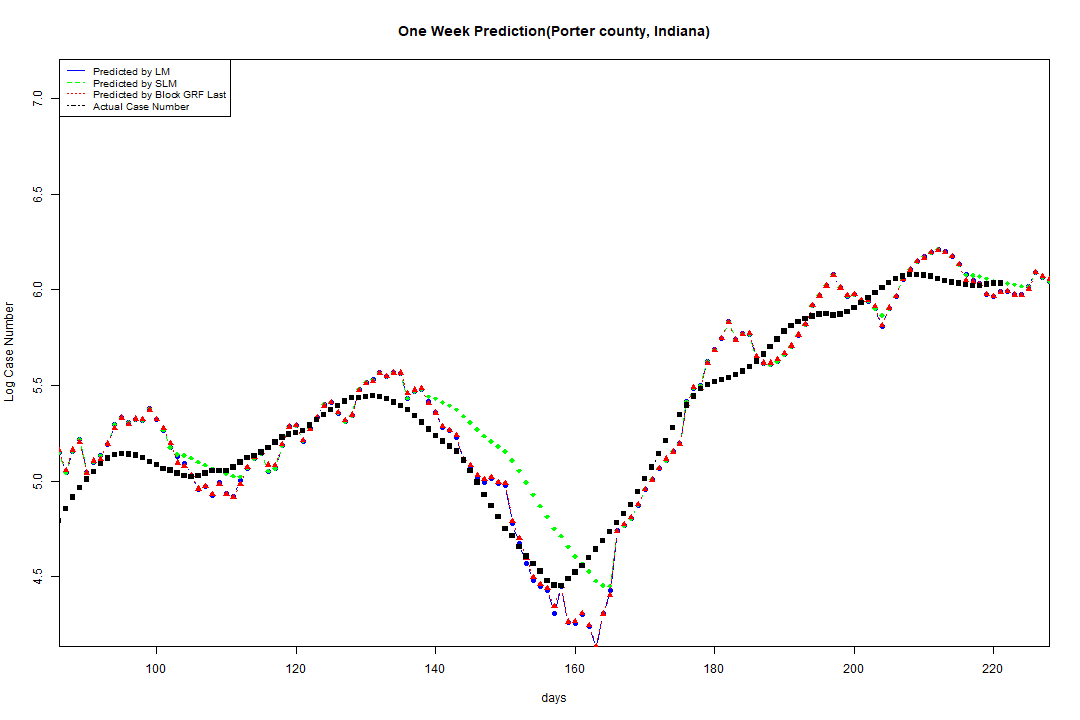 One Week Prediction(Porter county, Indiana)
Predicted by LM
Predicted by SLM
Predicted by Block GRF Last
Actual Case Number
7.0
6.5
6.0
5.5
5.0
4.5
Log Case Number
100 120 140 160 180 200 220
days